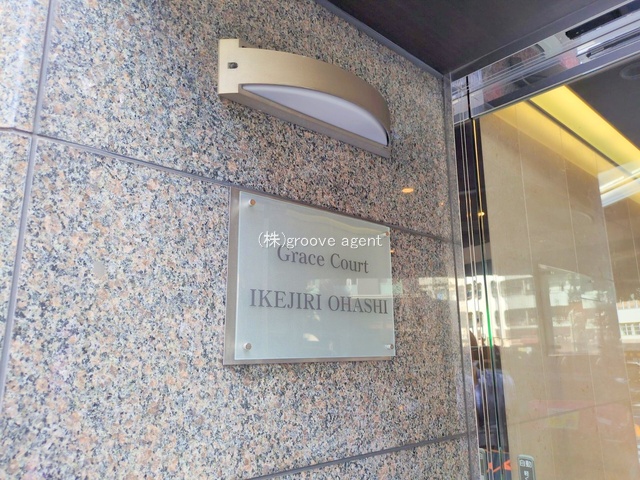 (株)groove agent
Grace Court
IKEJIRI OHASHI